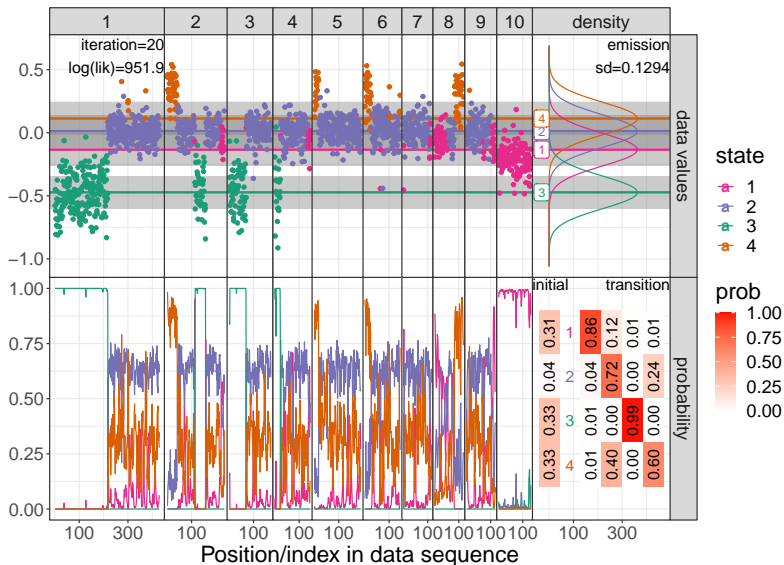 1 2 3 4 5 6 7 8 9 10 density
iteration=20
log(lik)=951.9
emission
sd=0.1294
0.5
0.0
−0.5
−1.0
4
2
1
3
data values
state
a 1
a 2
a 3
a 4
initial transition
1.00
0.75
0.50
0.25
0.00
0.31 1 0.86 0.12 0.01 0.01
0.04 2 0.04 0.72 0.00 0.24
0.33 3 0.01 0.00 0.99 0.00
0.33 4 0.01 0.40 0.00 0.60
probability
prob
1.00
0.75
0.50
0.25
0.00
100 300 100 100 100 100 100 100 100 100 100 100 300
Position/index in data sequence